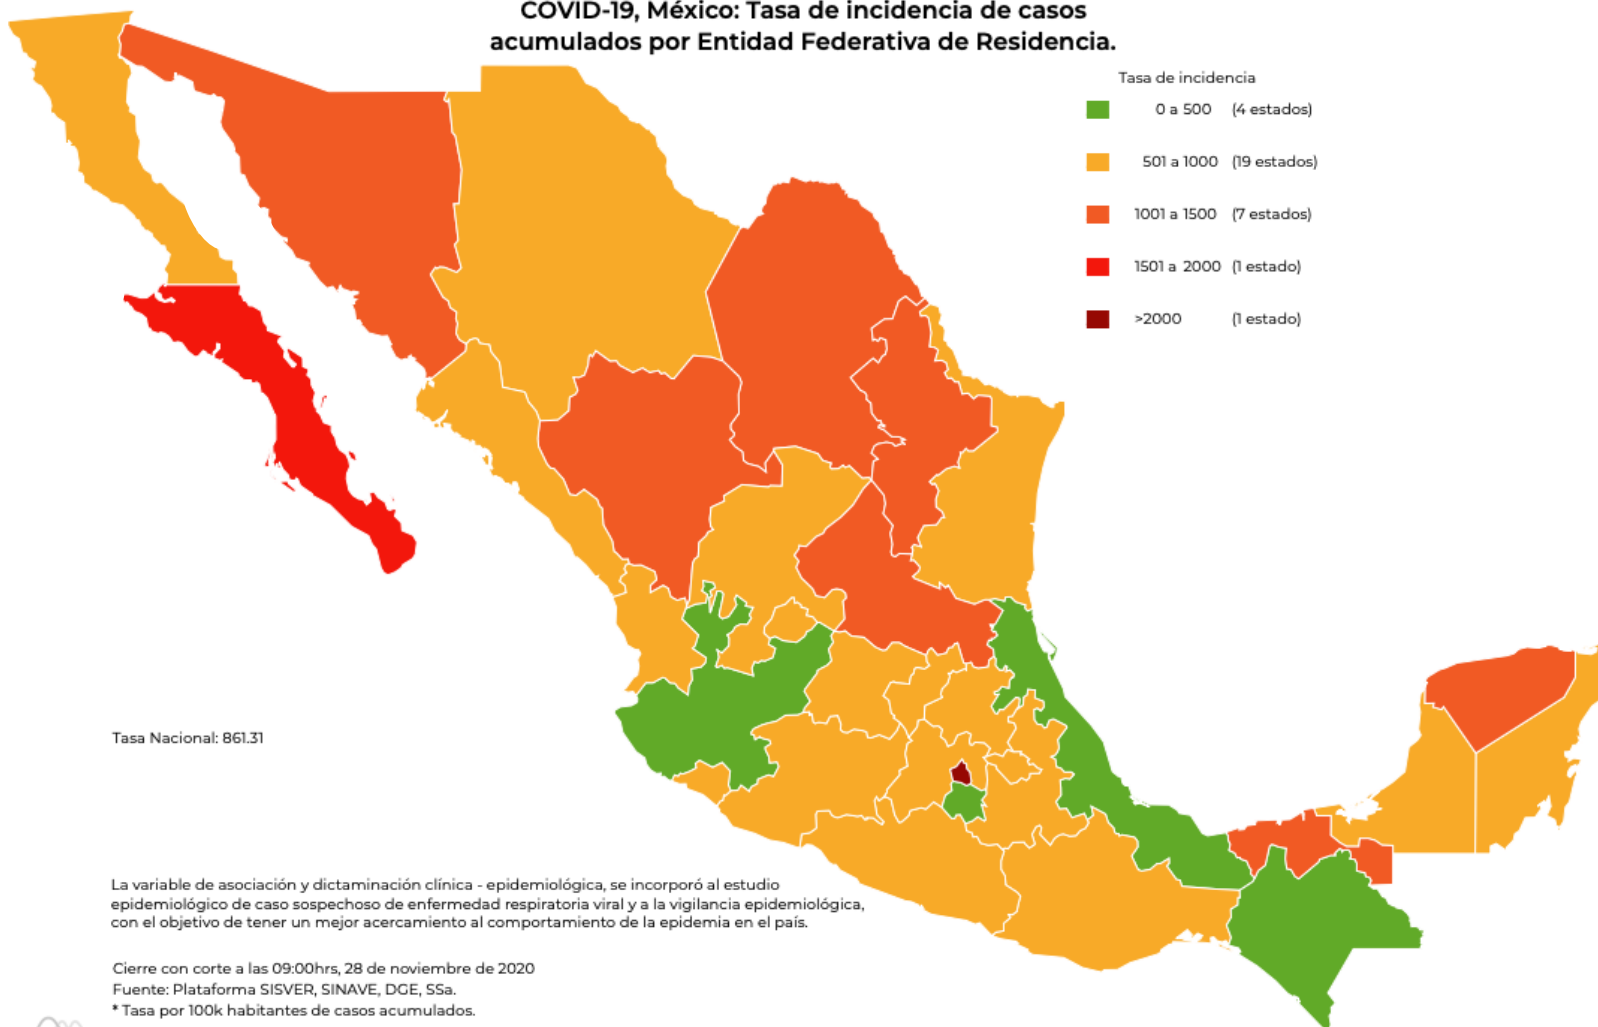 COVID-19, México: Tasa de incidencia de casos
acumulados por Entidad Federativa de Residencia.
Tasa de incidencia
0 a 500 (4 estados)
501 a 1000 (19 estados)
1001 a 1500 (7 estados)
1501 a 2000 (1 estado)
>2000 (1 estado)
Tasa Nacional: 861.31
La variable de asociación y dictaminación clínica - epidemiológica, se incorporó al estudio
epidemiológico de caso sospechoso de enfermedad respiratoria viral y a la vigilancia epidemiológica,
con el objetivo de tener un mejor acercamiento al comportamiento de la epidemia en el país.
Cierre con corte a las 09:00hrs, 28 de noviembre de 2020
Fuente: Plataforma SISVER, SINAVE, DGE, SSa.
* Tasa por 100k habitantes de casos acumulados.